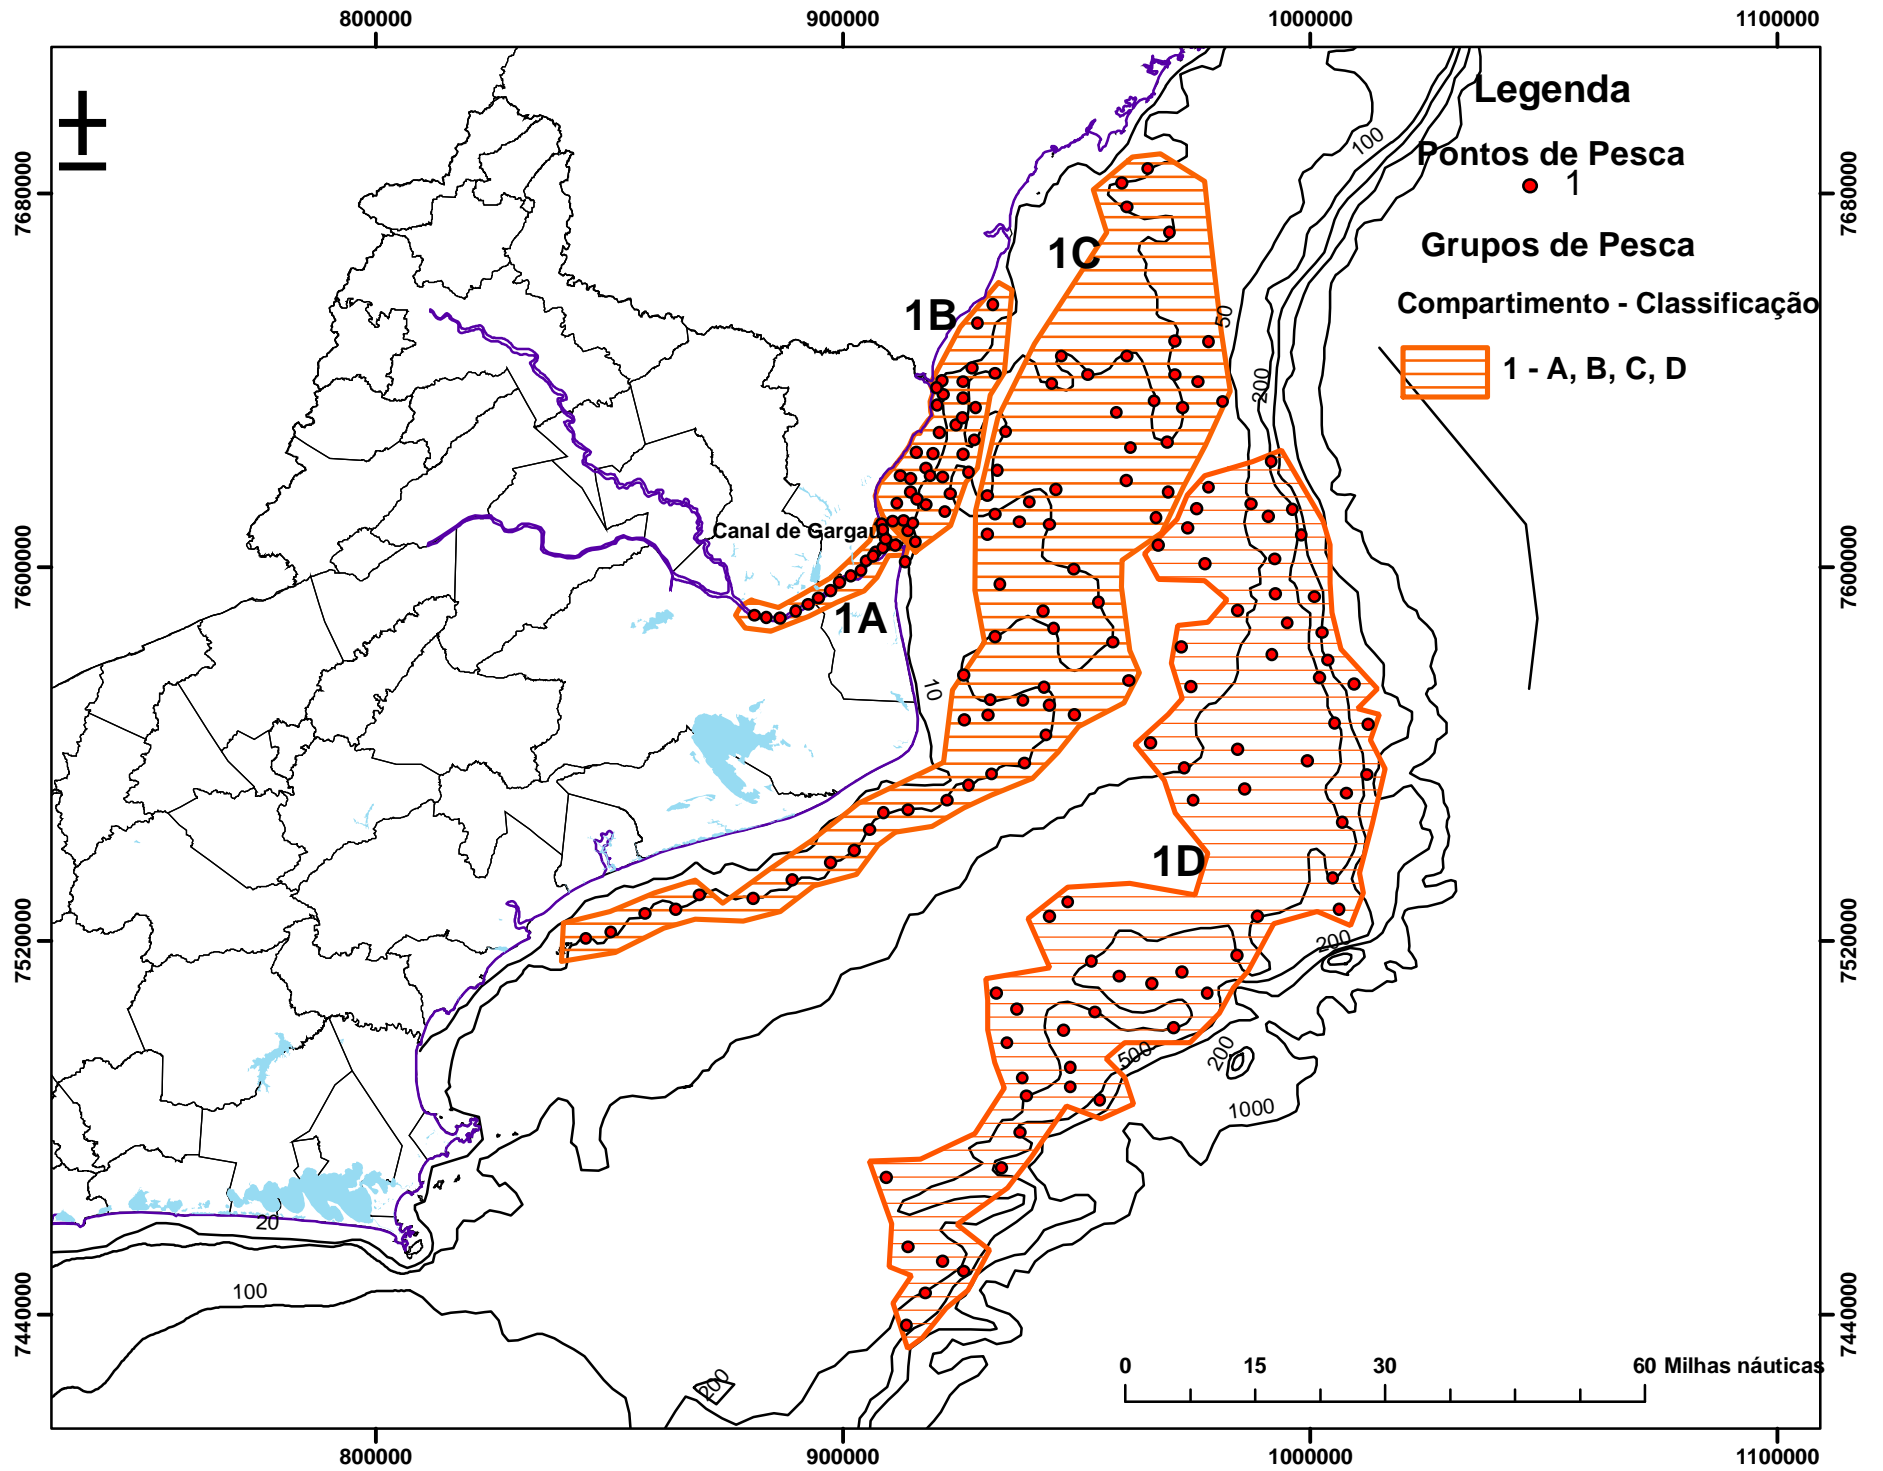 800000
900000
1000000
1100000
Legenda
100
Pontos de Pesca
1
7680000
7680000
Grupos de Pesca
1C
Compartimento - Classificação
1B
50
1 - A, B, C, D
200
Canal de Gargaú
7600000
7600000
1A
10
1D
7520000
7520000
200
500
200
1000
20
100
7440000
7440000
200
0
15
30
60 Milhas náuticas
800000
900000
1000000
1100000